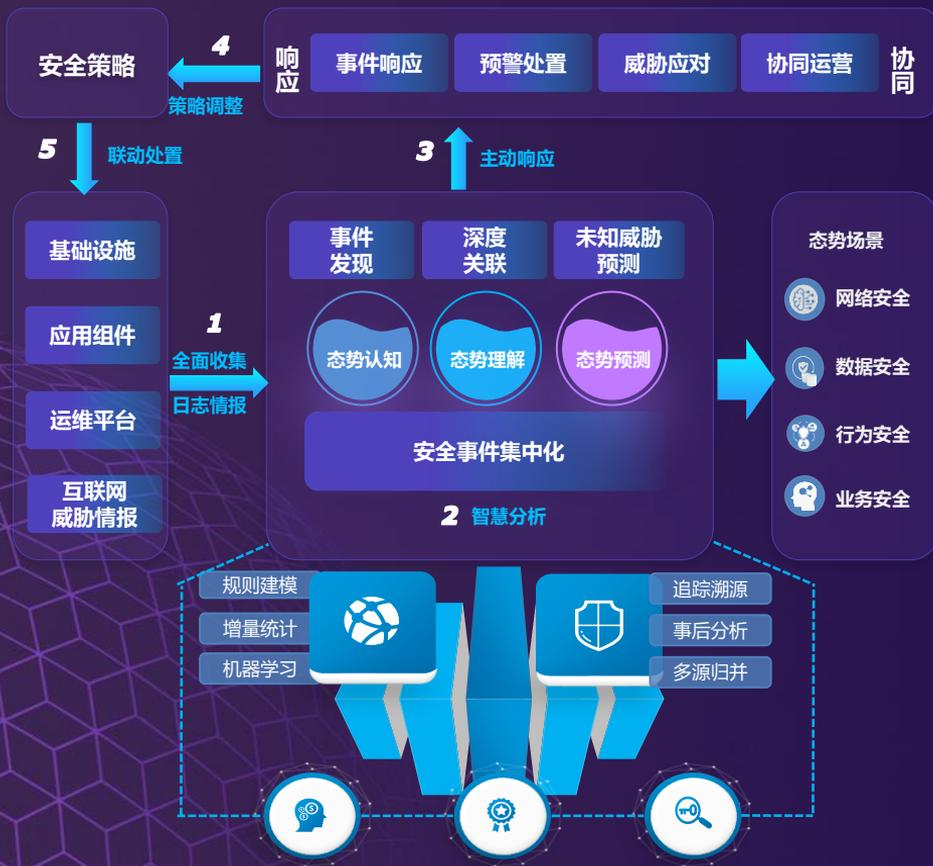 安全策略
4
策略调整
响应
事件响应
预警处置
威胁应对
协同运营
协同
5
联动处置
3
主动响应
基础设施
应用组件
运维平台
互联网
威胁情报
1
全面收集
日志情报
事件
发现
深度
关联
未知威胁
预测
态势认知
态势理解
态势预测
安全事件集中化
2 智慧分析
态势场景
网络安全
数据安全
行为安全
业务安全
规则建模
增量统计
机器学习
追踪溯源
事后分析
多源归并